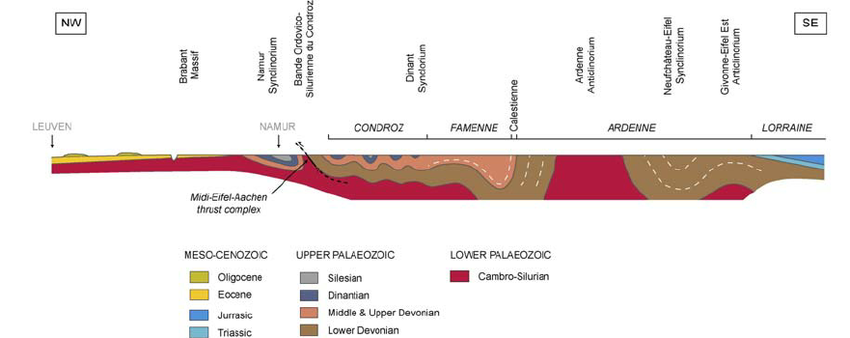 NW
SE
Brabant
Massif
Namur
Synclinorium
Bande Ordovico-
Silurienne du Condroz
Dinant
Synclorium
Calestienne
Ardenne
Anticlinorium
Neufchâteau-Eifel
Synclinorium
Givonne-Eifel Est
Anticlinorium
LEUVEN
NAMUR
CONDROZ
FAMENNE
ARDENNE
LORRAINE
Midi-Eifel-Aachen
thrust complex
MESO-CENOZOIC
Oligocene
Eocene
Jurrasic
Triassic
UPPER PALAEOZOIC
Silesian
Dinantian
Middle & Upper Devonian
Lower Devonian
LOWER PALAEOZOIC
Cambro-Silurian